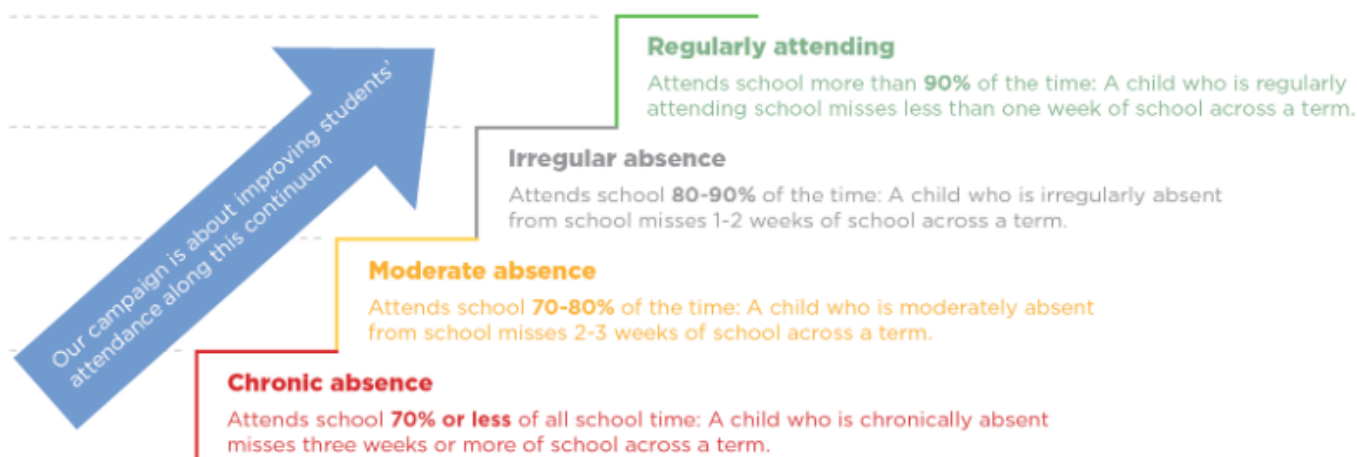 Regularly attending
Attends school more than 90% of the time: A child who is regularly
attending school misses less than one week of school across a term.
Irregular absence
Attends school 80-90% of the time: A child who is irregularly absent
from school misses 1-2 weeks of school across a term.
Moderate absence
Attends school 70-80% of the time: A child who is moderately absent
from school misses 2-3 weeks of school across a term.
Chronic absence
Attends school 70% or less of all school time: A child who is chronically absent
misses three weeks or more of school across a term.
Our campaign is about improving students'
attendance along this continuum